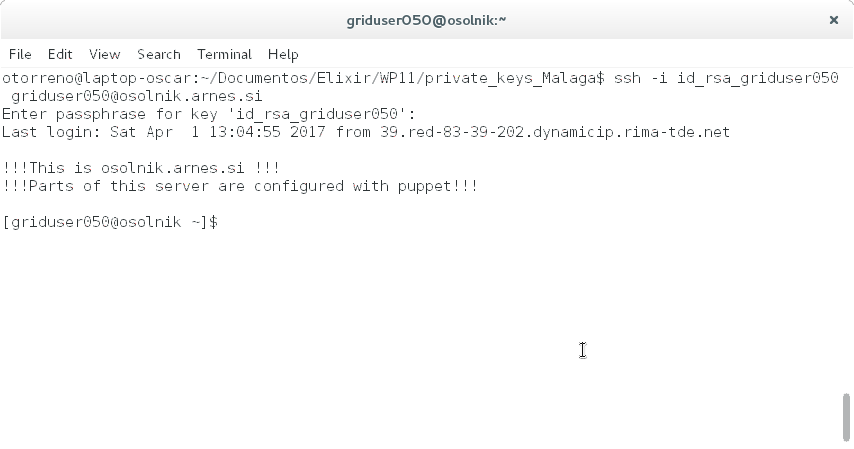 griduser050@osolnik:~
×
File Edit View Search Terminal Help
otorreno@laptop-oscar:~/Documentos/Elixir/WP11/private_keys_Malaga$ ssh -i id_rsa_griduser050
griduser050@osolnik.arnes.si
Enter passphrase for key 'id_rsa_griduser050':
Last login: Sat Apr  1 13:04:55 2017 from 39.red-83-39-202.dynamicip.rima-tde.net
!!!This is osolnik.arnes.si !!!
!!!Parts of this server are configured with puppet!!!
[griduser050@osolnik ~]$